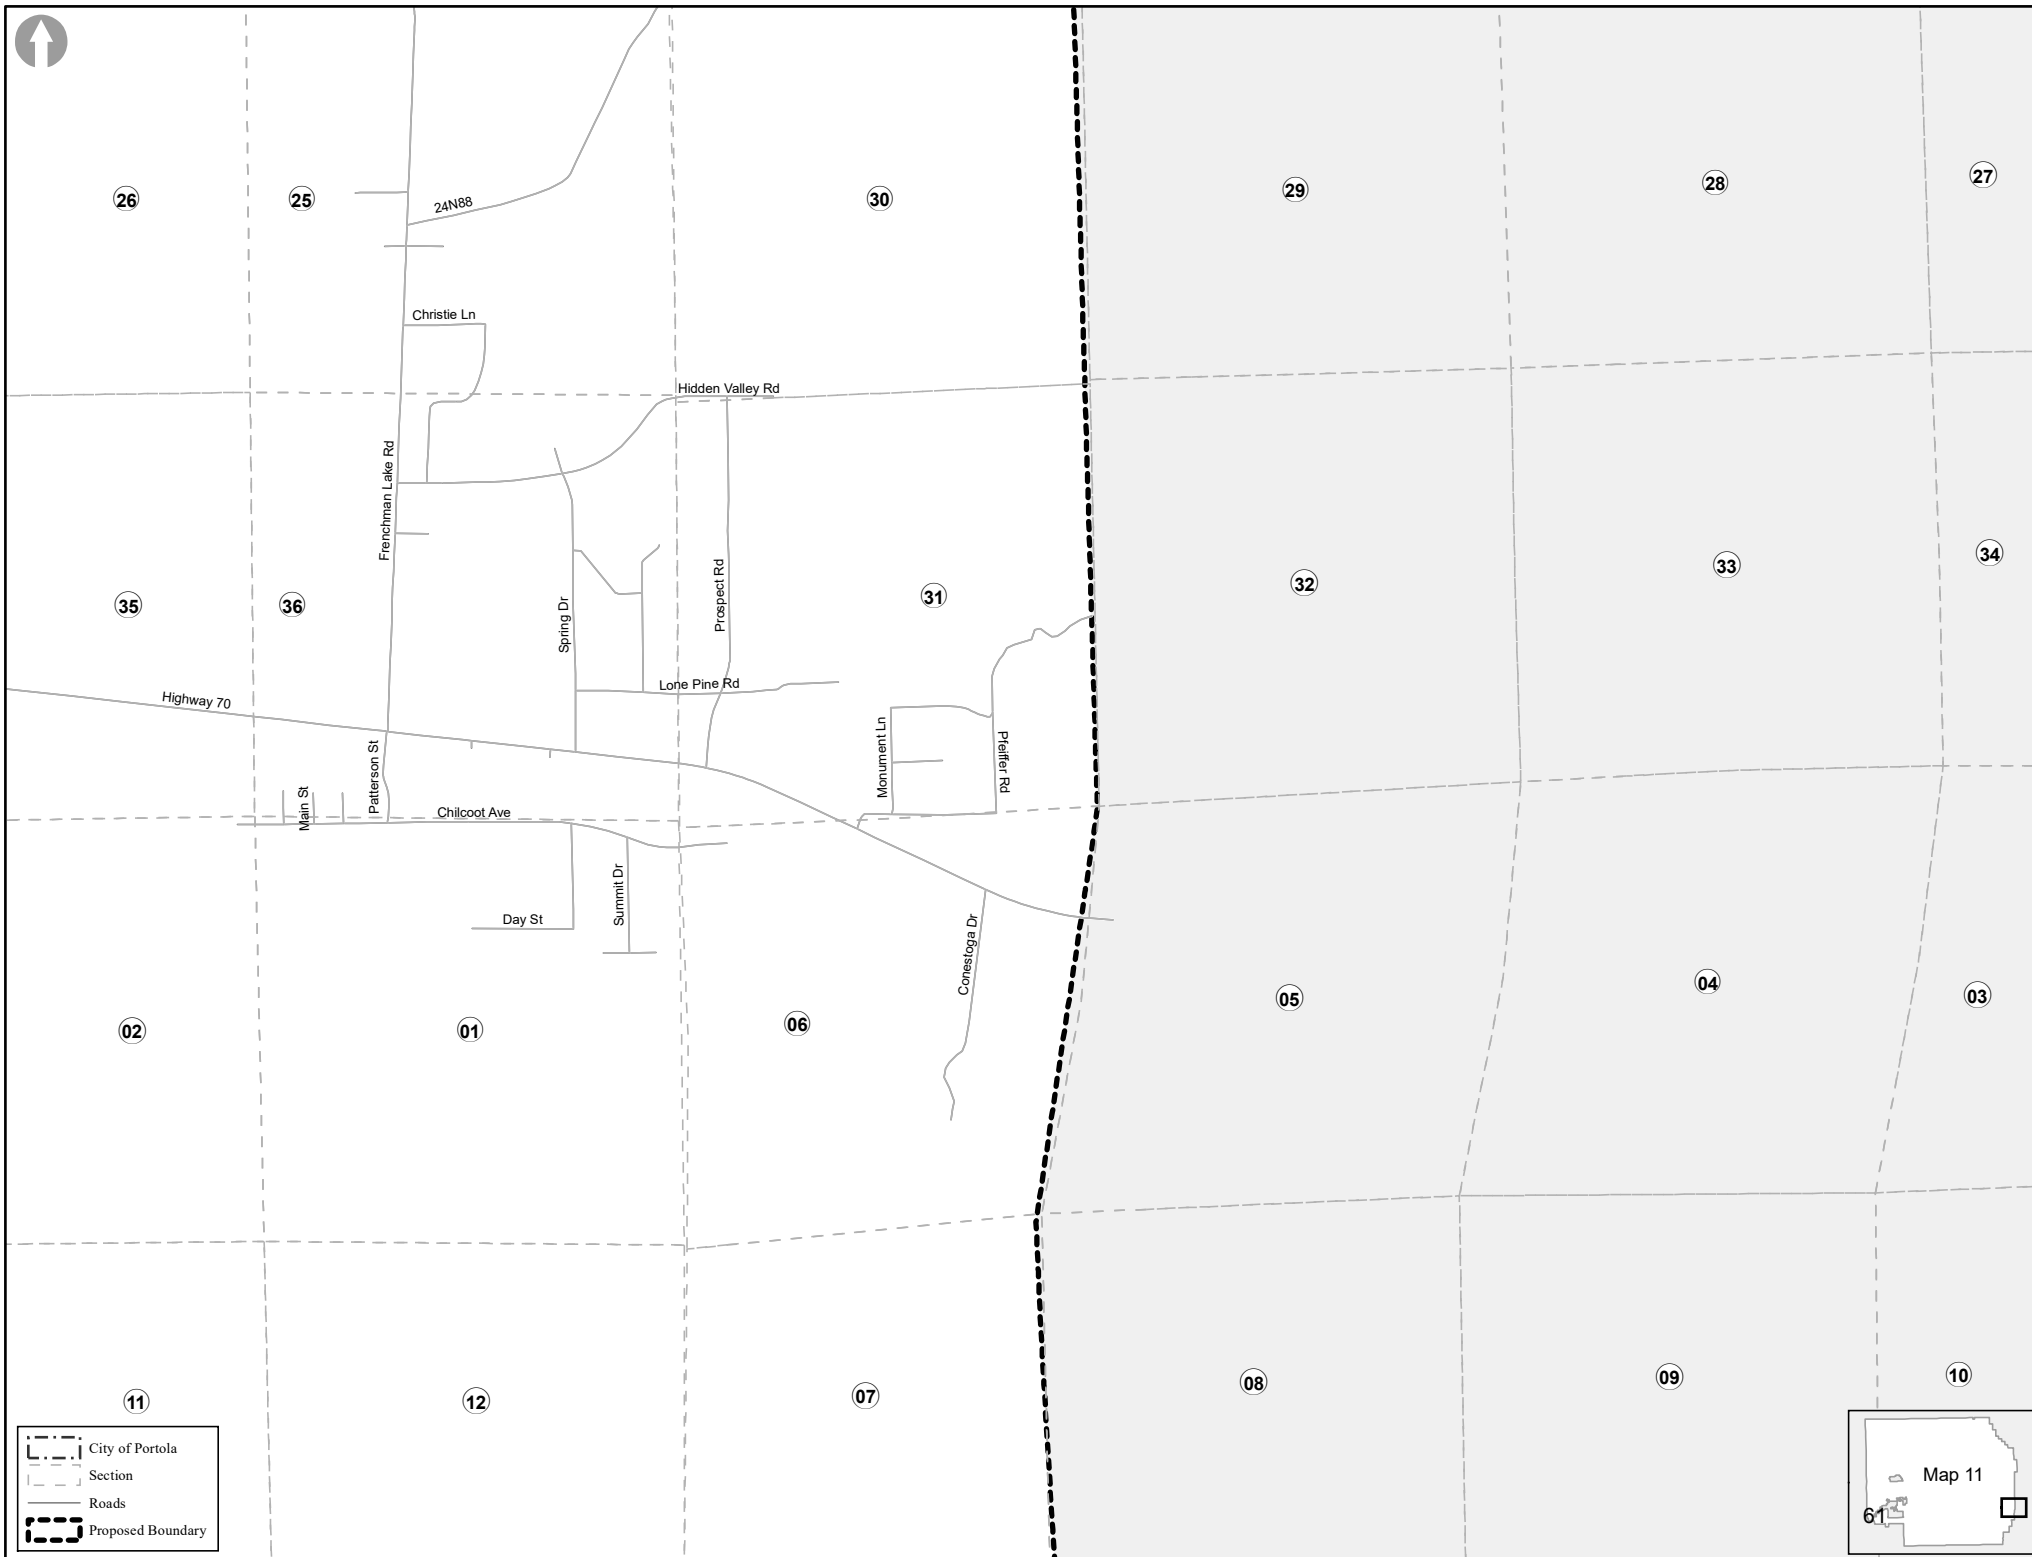 26
25
30
29
28
27
24N88
Christie Ln
Hidden Valley Rd
Frenchman Lake Rd
35
36
Spring Dr
Prospect Rd
31
32
33
34
Highway 70
Lone Pine Rd
Patterson St
Monument Ln
Pfeiffer Rd
Main St
Chilcoot Ave
Summit Dr
Day St
Conestoga Dr
02
01
06
05
04
03
11
12
07
08
09
10
City of Portola
Section
Roads
Proposed Boundary
Map 11
61